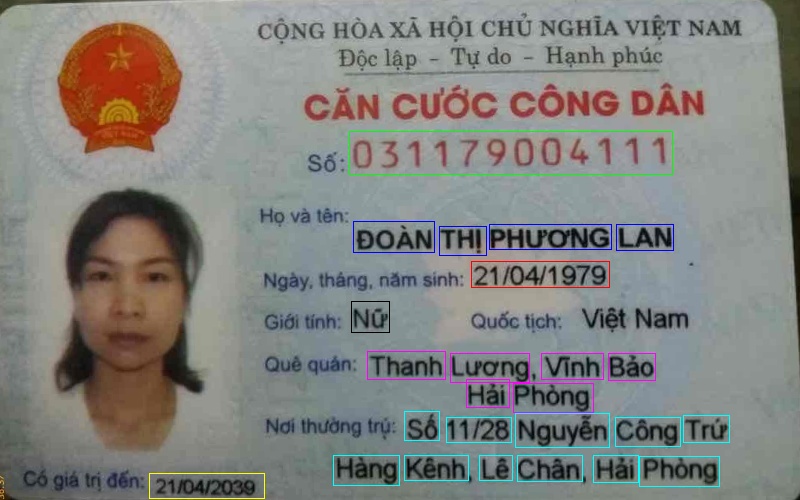 CỘNG HÒA XÃ HỘI CHỦ NGHĨA VIỆT NAM
Độc lập - Tự do - Hạnh phúc
CĂN CƯỚC CÔNG DÂN
Số: 031179004111
Họ và tên:
ĐOÀN THỊ PHƯƠNG LAN
Ngày, tháng, năm sinh: 21/04/1979
Giới tính: Nữ Quốc tịch: Việt Nam
Quê quán: Thanh Lương, Vĩnh Bảo
Hải Phòng
Nơi thường trú: Số 11/28 Nguyễn Công Trứ
Hàng Kênh, Lê Chân, Hải Phòng
Có giá trị đến: 21/04/2039